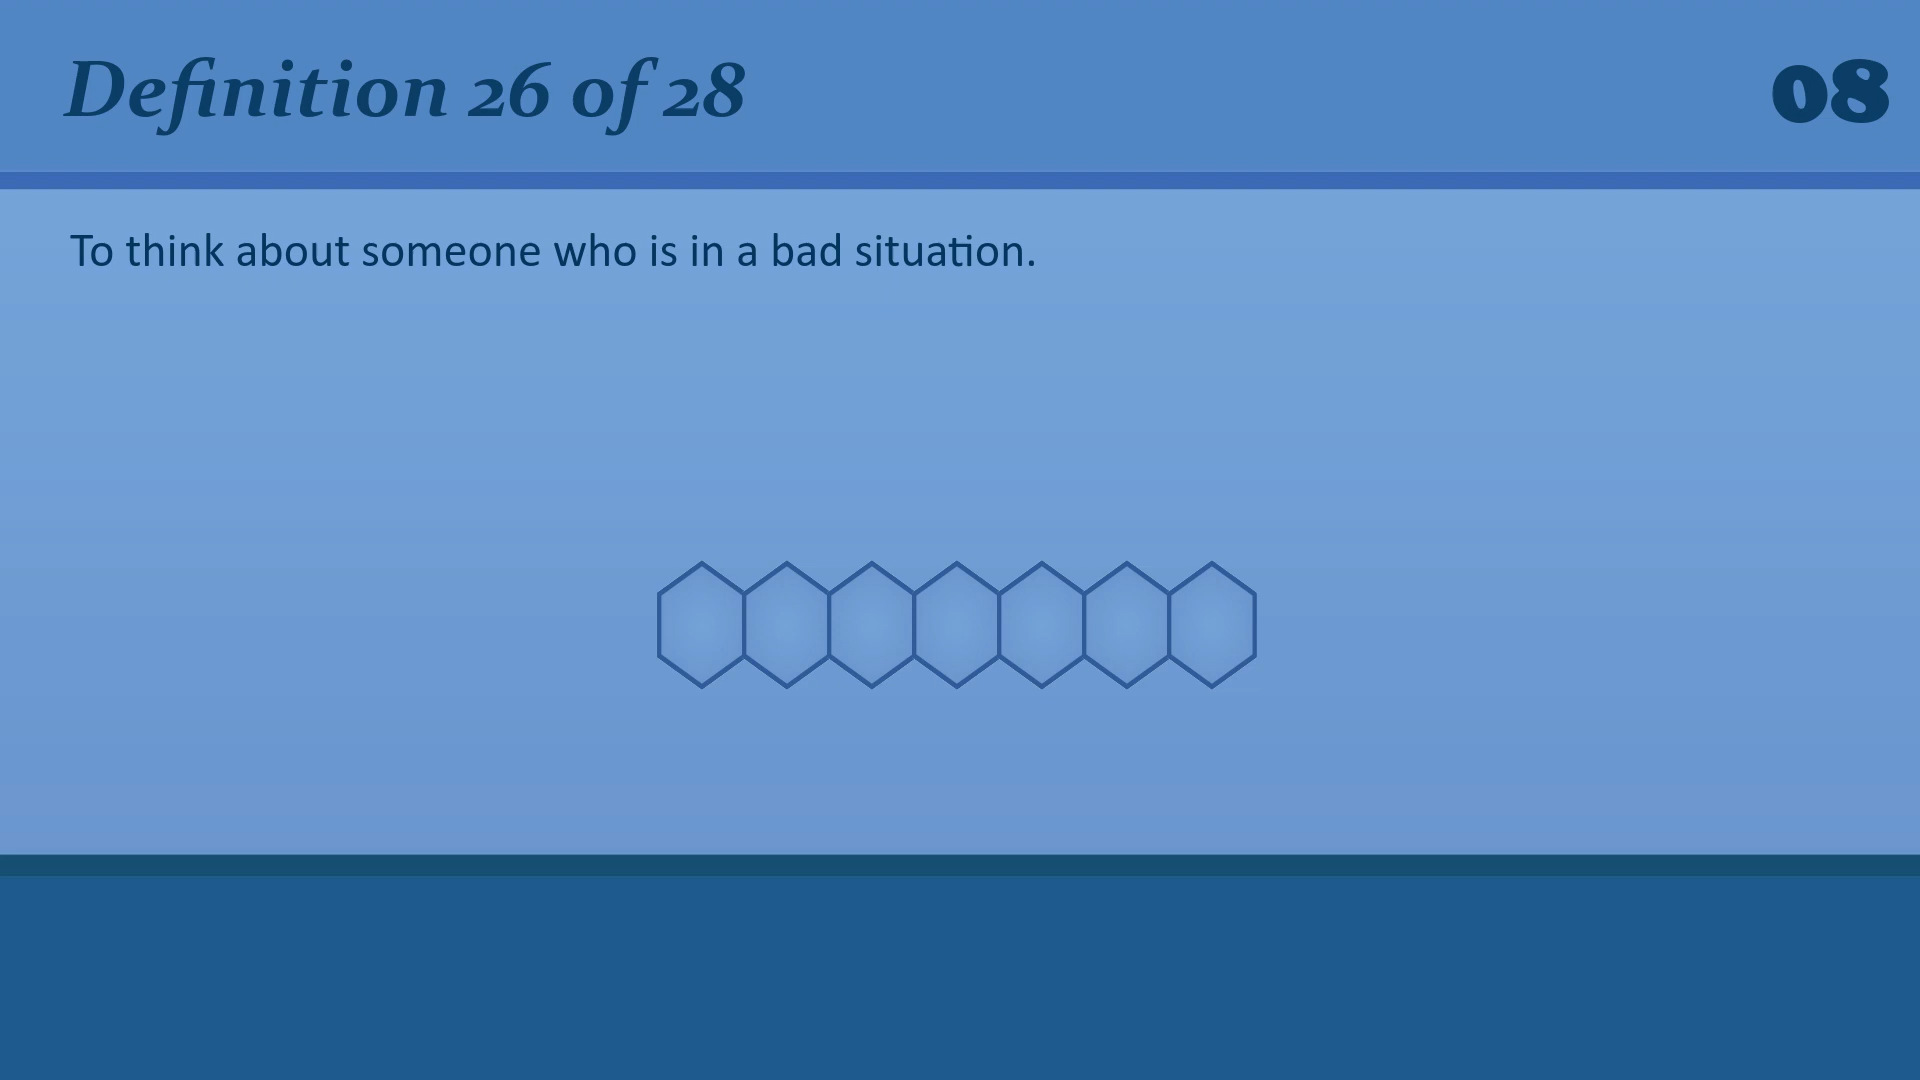 Definition 26 of 28
08
To think about someone who is in a bad situation.